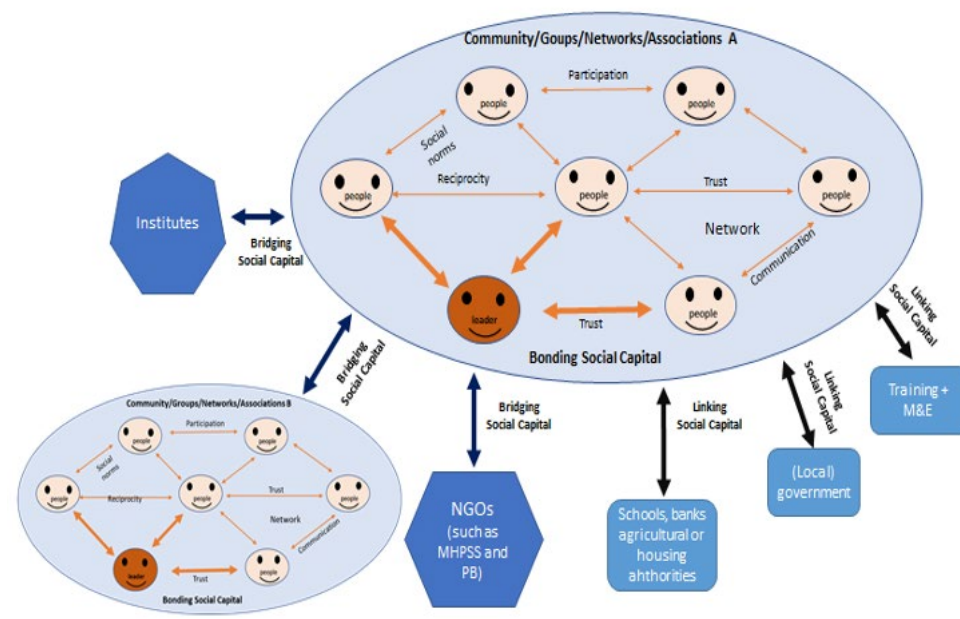 Community/Goups/Networks/Associations A
Participation
people
people
Social
norms
Reciprocity
people
people
Trust
people
Network
Communication
people
leader
Trust
Bonding Social Capital
Institutes
Bridging
Social Capital
Bridging
Social Capital
Bridging
Social Capital
Linking
Social Capital
Linking
Social Capital
Linking
Social Capital
Training +
M&E
(Local)
government
Schools, banks
agricultural or
housing
ahthorities
NGOs
(such as
MHPSS and
PB)
Community/Groups/Networks/Associations B
Participation
people
people
Social
norms
Reciprocity
people
people
Trust
people
Network
Communication
people
leader
Trust
Bonding Social Capital